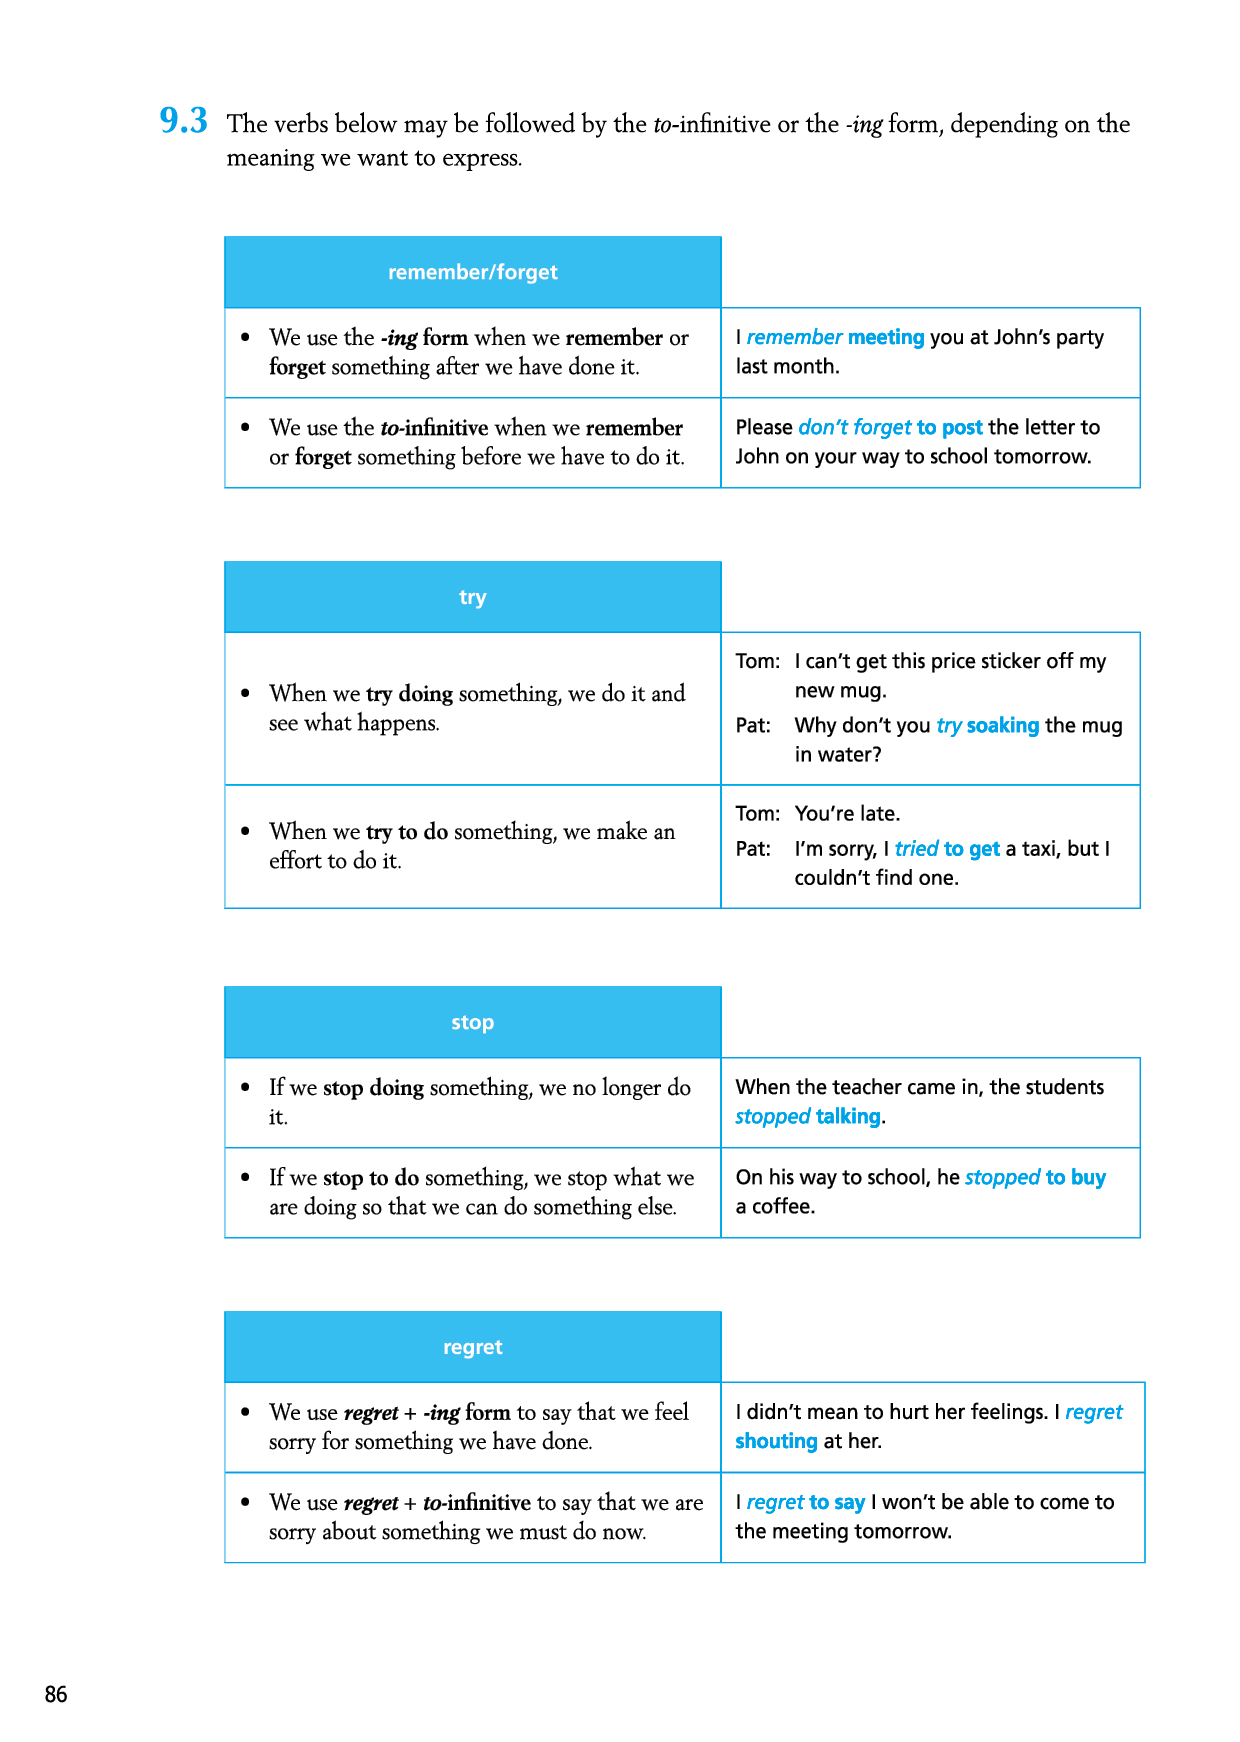 9.3 The verbs below may be followed by the to-infinitive or the -ing form, depending on the
meaning we want to express.
remember/forget
• We use the -ing form when we remember or
forget something after we have done it.
I remember meeting you at John's party
last month.
• We use the to-infinitive when we remember
or forget something before we have to do it.
Please don't forget to post the letter to
John on your way to school tomorrow.
try
• When we try doing something, we do it and
see what happens.
Tom: I can't get this price sticker off my
new mug.
Pat: Why don't you try soaking the mug
in water?
• When we try to do something, we make an
effort to do it.
Tom: You're late.
Pat: I'm sorry, I tried to get a taxi, but I
couldn't find one.
stop
• If we stop doing something, we no longer do
it.
When the teacher came in, the students
stopped talking.
• If we stop to do something, we stop what we
are doing so that we can do something else.
On his way to school, he stopped to buy
a coffee.
regret
• We use regret + -ing form to say that we feel
sorry for something we have done.
I didn't mean to hurt her feelings. I regret
shouting at her.
• We use regret + to-infinitive to say that we are
sorry about something we must do now.
I regret to say I won't be able to come to
the meeting tomorrow.
86